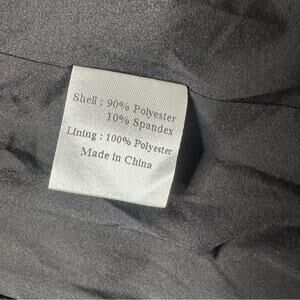 Shell : 90% Polyester
10% Spandex
Lining : 100% Polyester
Made in China